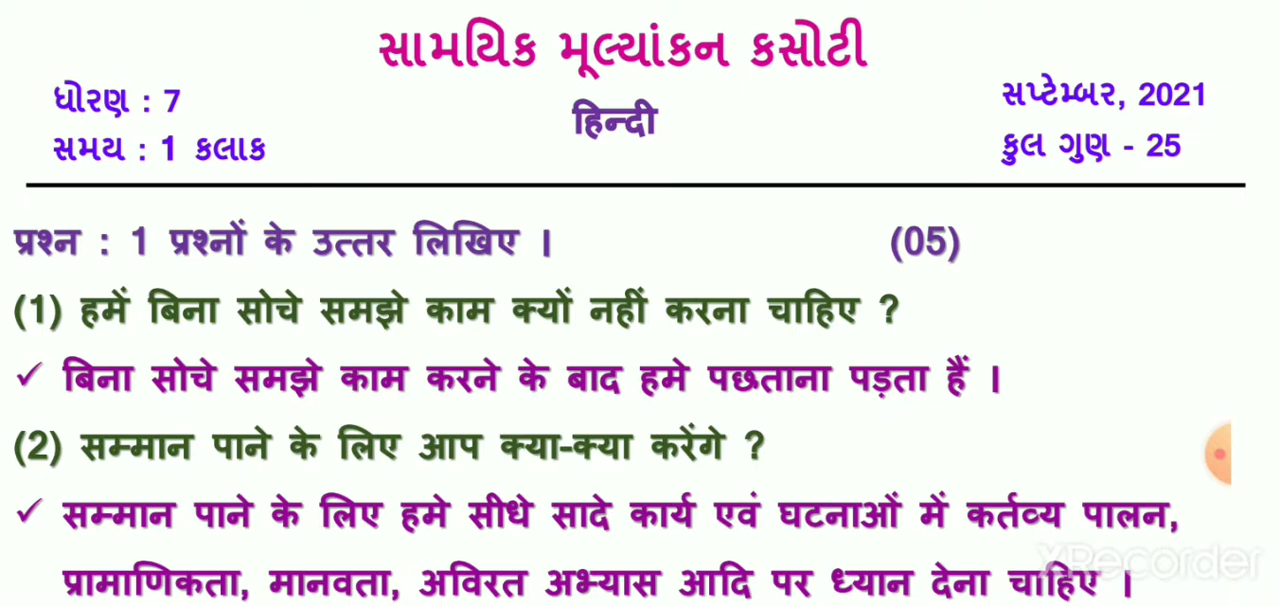 સામયિક મૂલ્યાંકન કસોટી
ધોરણ : 7
हिन्दी
સપ્ટેમ્બર, 2021
સમય : 1 કલાક
કુલ ગુણ - 25
प्रश्न : 1 प्रश्नों के उत्तर लिखिए । (05)
(1) हमें बिना सोचे समझे काम क्यों नहीं करना चाहिए ?
✓ बिना सोचे समझे काम करने के बाद हमे पछताना पड़ता हैं ।
(2) सम्मान पाने के लिए आप क्या-क्या करेंगे ?
✓ सम्मान पाने के लिए हमे सीधे सादे कार्य एवं घटनाओं में कर्तव्य पालन,
प्रामाणिकता, मानवता, अविरत अभ्यास आदि पर ध्यान देना चाहिए ।
XRecorder